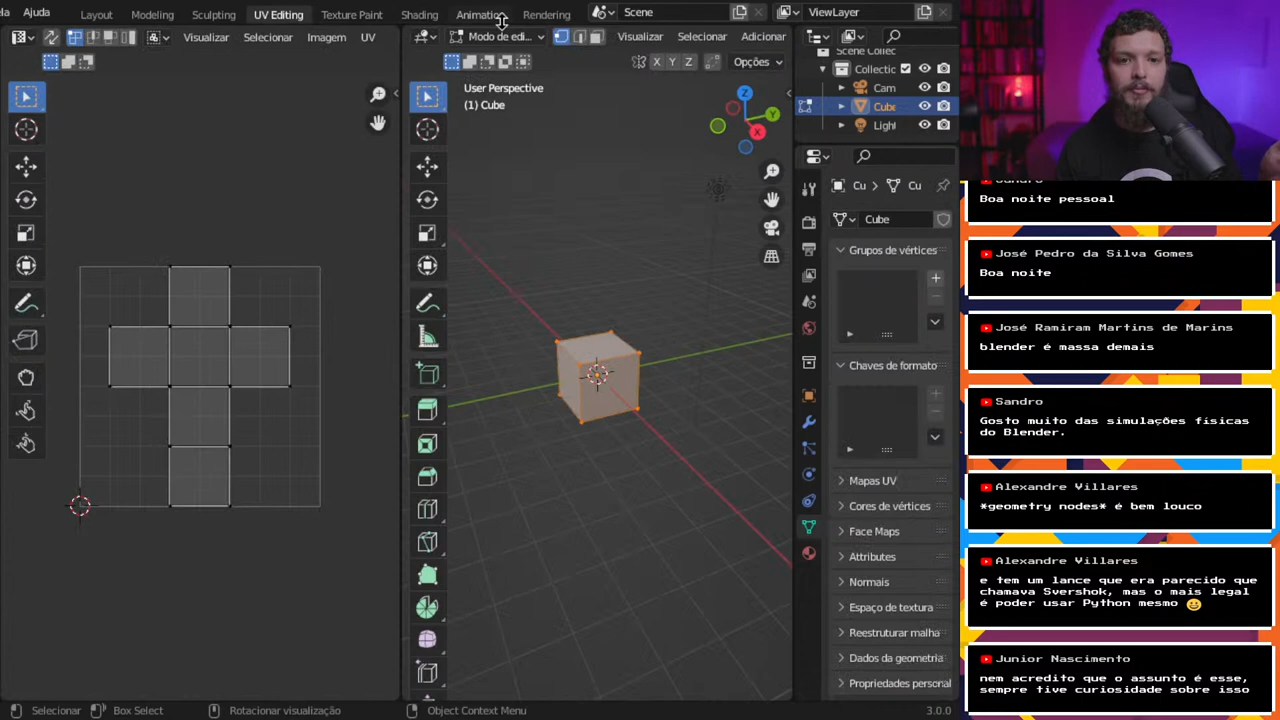 la Ajuda Layout Modeling Sculpting UV Editing Texture Paint Shading Animatio Rendering Scene ViewLayer
Visualizar Selecionar Imagem UV
Modo de edi... Visualizar Selecionar Adicionar
X Y Z Opções
User Perspective
(1) Cube
Z
Y
X
Scene Collec
Collectic
Cam
Cube
Light
Cu > Cu
Cube
Grupos de vértices
Chaves de formato
Mapas UV
Cores de vértices
Face Maps
Attributes
Normais
Espaço de textura
Reestruturar malha
Dados da geometria
Propriedades personal
Selecionar Box Select Rotacionar visualização Object Context Menu 3.0.0
Sandro
Boa noite pessoal
José Pedro da Silva Gomes
Boa noite
José Ramiram Martins de Marins
blender é massa demais
Sandro
Gosto muito das simulações físicas
do Blender.
Alexandre Villares
*geometry nodes* é bem louco
Alexandre Villares
e tem um lance que era parecido que
chamava Svershok, mas o mais legal
é poder usar Python mesmo 😀
Junior Nascimento
nem acredito que o assunto é esse,
sempre tive curiosidade sobre isso